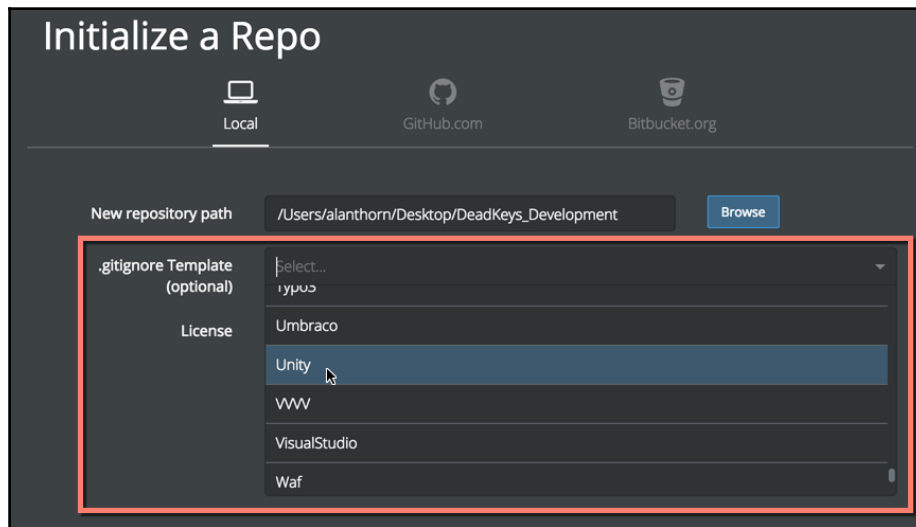 Initialize a Repo
Local
GitHub.com
Bitbucket.org
New repository path
/Users/alanthorn/Desktop/DeadKeys_Development
Browse
.gitignore Template
(optional)
Select...
Typo3
License
Umbraco
Unity
VVVV
VisualStudio
Waf